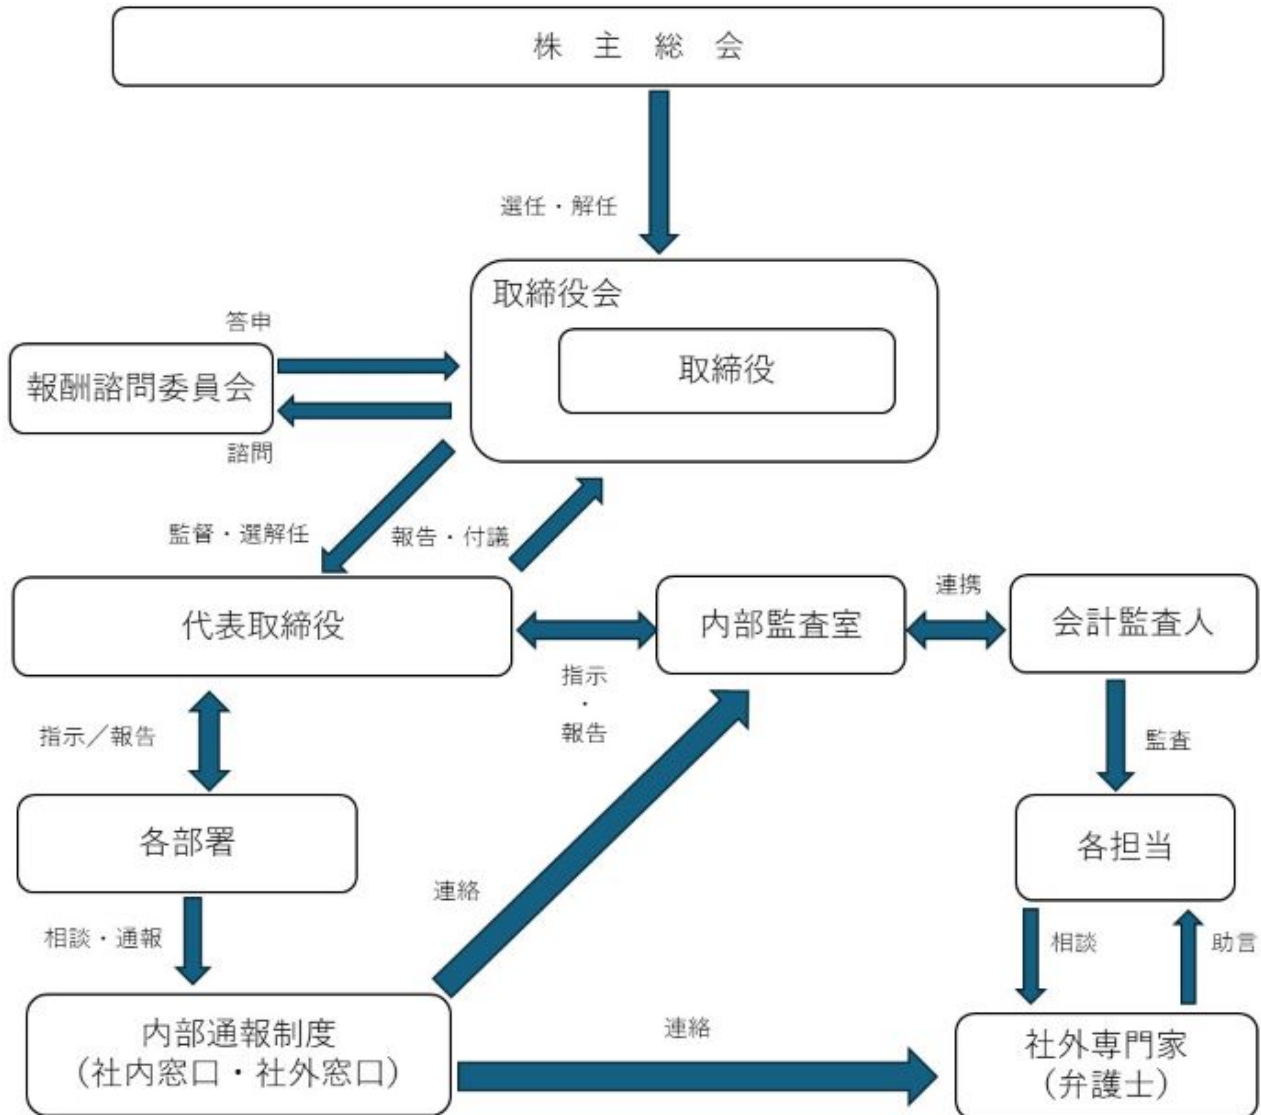 株 主 総 会
選任・解任
取締役会
取締役
答申
報酬諮問委員会
諮問
監督・選解任
報告・付議
代表取締役
指示
・
報告
内部監査室
連携
会計監査人
指示／報告
監査
各部署
各担当
相談・通報
連絡
相談
助言
内部通報制度
（社内窓口・社外窓口）
連絡
社外専門家
（弁護士）